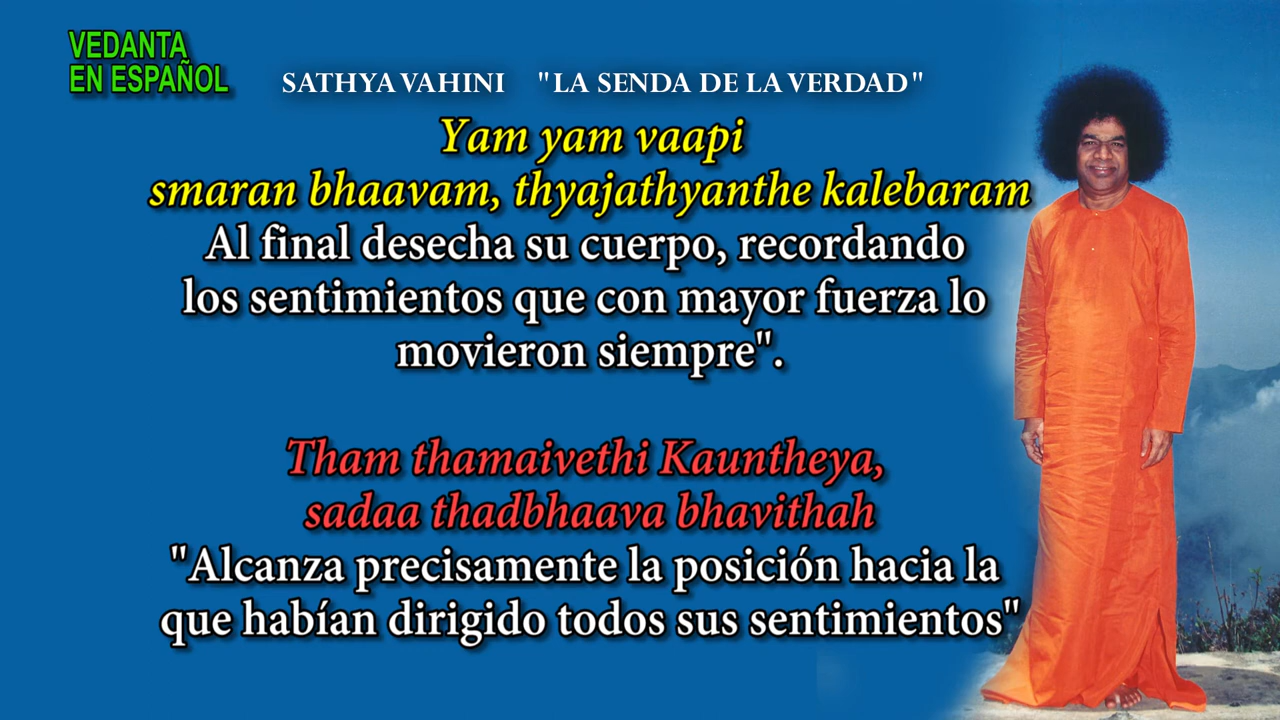 VEDANTA
EN ESPAÑOL
SATHYA VAHINI "LA SENDA DE LA VERDAD"
Yam yam vaapi
smaran bhaavam, thyajathyanthe kalebaram
Al final desecha su cuerpo, recordando
los sentimientos que con mayor fuerza lo
movieron siempre".
Tham thamaivethi Kauntheya,
sadaa thadbhaava bhavithah
"Alcanza precisamente la posición hacia la
que habían dirigido todos sus sentimientos"